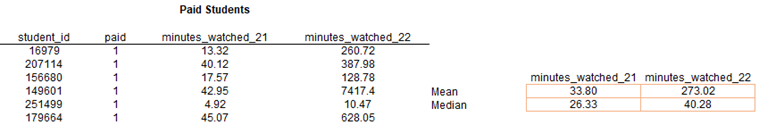 Paid Students
student_id paid minutes_watched_21 minutes_watched_22
16979 1 13.32 260.72
207114 1 40.12 387.98
156680 1 17.57 128.78 minutes_watched_21 minutes_watched_22
149601 1 42.95 7417.4 Mean 33.80 273.02
251499 1 4.92 10.47 Median 26.33 40.28
179664 1 45.07 628.05